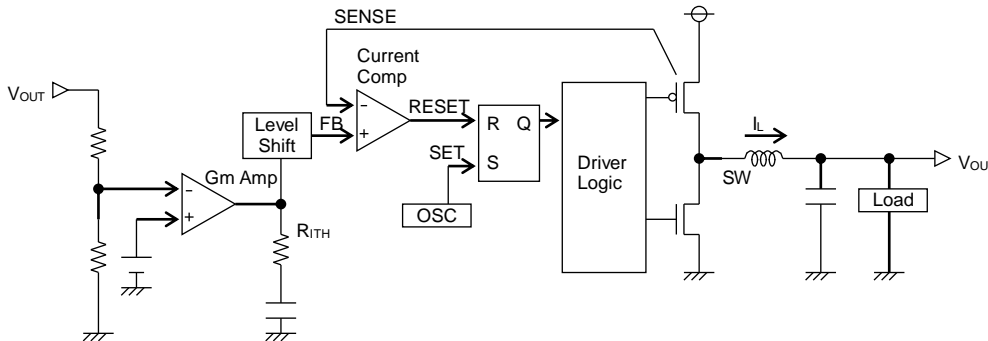 SENSE
Current
Comp
VOUT
Level
Shift
FB
-
+
RESET
R Q
S
SET
OSC
Gm Amp
-
+
RITH
Driver
Logic
IL
SW
VOU
Load